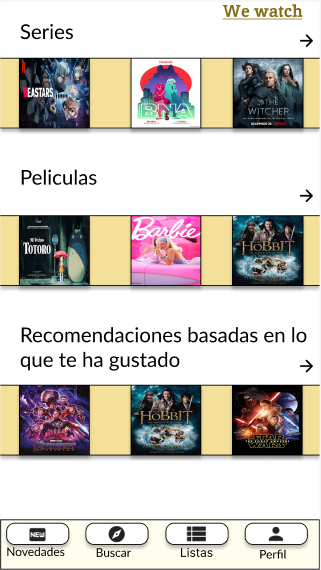 We watch
Series
BEASTARS
BNA
THE
WITCHER
Peliculas
Mi Vecino
TOTORO
Barbie
THE
HOBBIT
Recomendaciones basadas en lo
que te ha gustado
THE
HOBBIT
STAR
WARS
NEW
Novedades
Buscar
Listas
Perfil